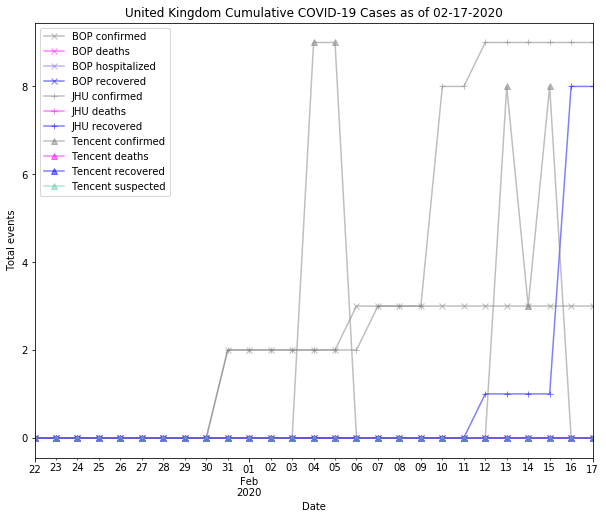 United Kingdom Cumulative COVID-19 Cases as of 02-17-2020
BOP confirmed
BOP deaths
BOP hospitalized
BOP recovered
JHU confirmed
JHU deaths
JHU recovered
Tencent confirmed
Tencent deaths
Tencent recovered
Tencent suspected
Total events
8
6
4
2
0
22 23 24 25 26 27 28 29 30 31 01 02 03 04 05 06 07 08 09 10 11 12 13 14 15 16 17
Feb
2020
Date